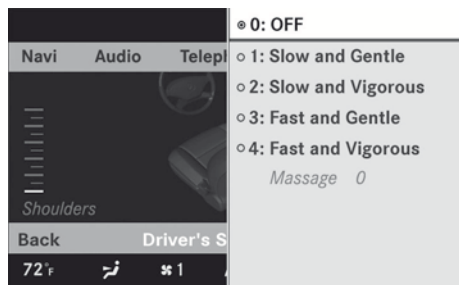 0: OFF
Navi Audio Teleph
1: Slow and Gentle
2: Slow and Vigorous
3: Fast and Gentle
4: Fast and Vigorous
Massage 0
Shoulders
Back Driver's S
72°F 1